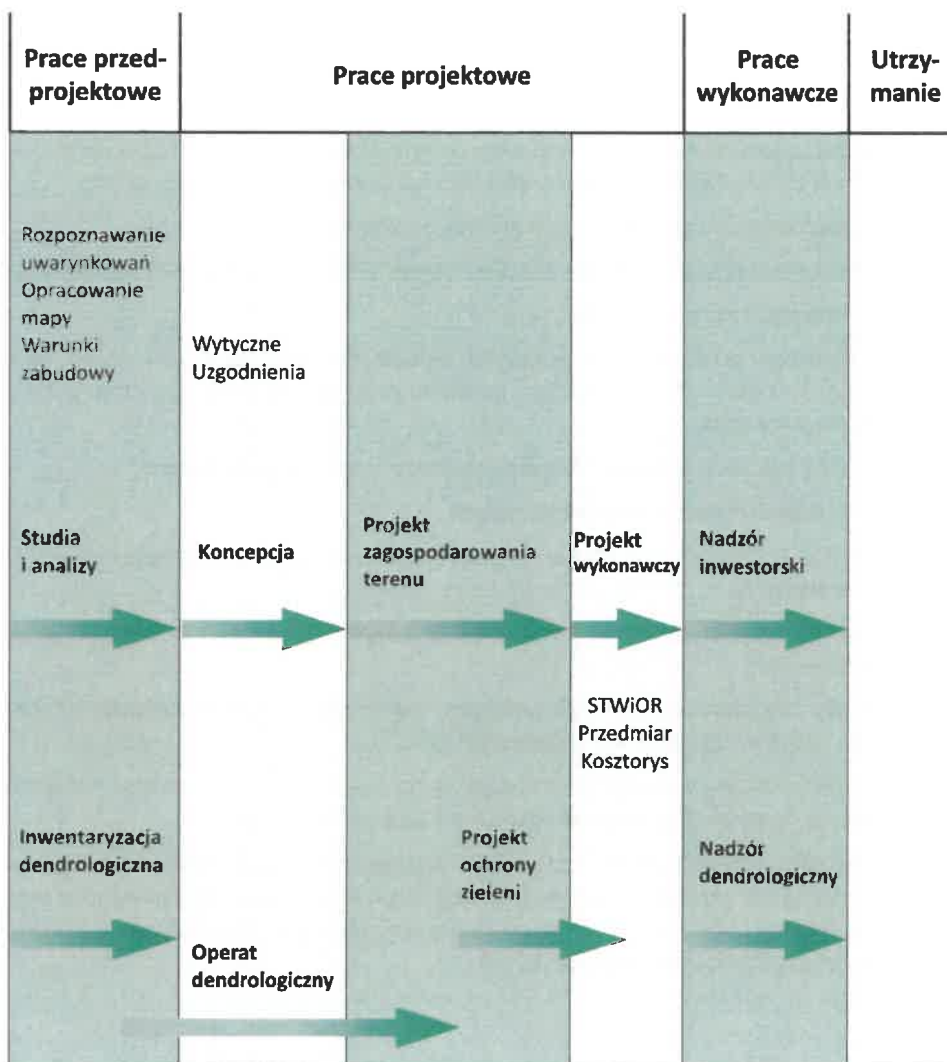 Prace przed-
projektowe
Prace projektowe
Prace
wykonawcze
Utrzy-
manie
Rozpoznawanie
uwarynkowań
Opracowanie
mapy
Warunki
zabudowy
Wytyczne
Uzgodnienia
Studia
i analizy
Koncepcja
Projekt
zagospodarowania
terenu
Projekt
wykonawczy
Nadzór
inwestorski
STWiOR
Przedmiar
Kosztorys
Inwentaryzacja
dendrologiczna
Projekt
ochrony
zieleni
Nadzór
dendrologiczny
Operat
dendrologiczny